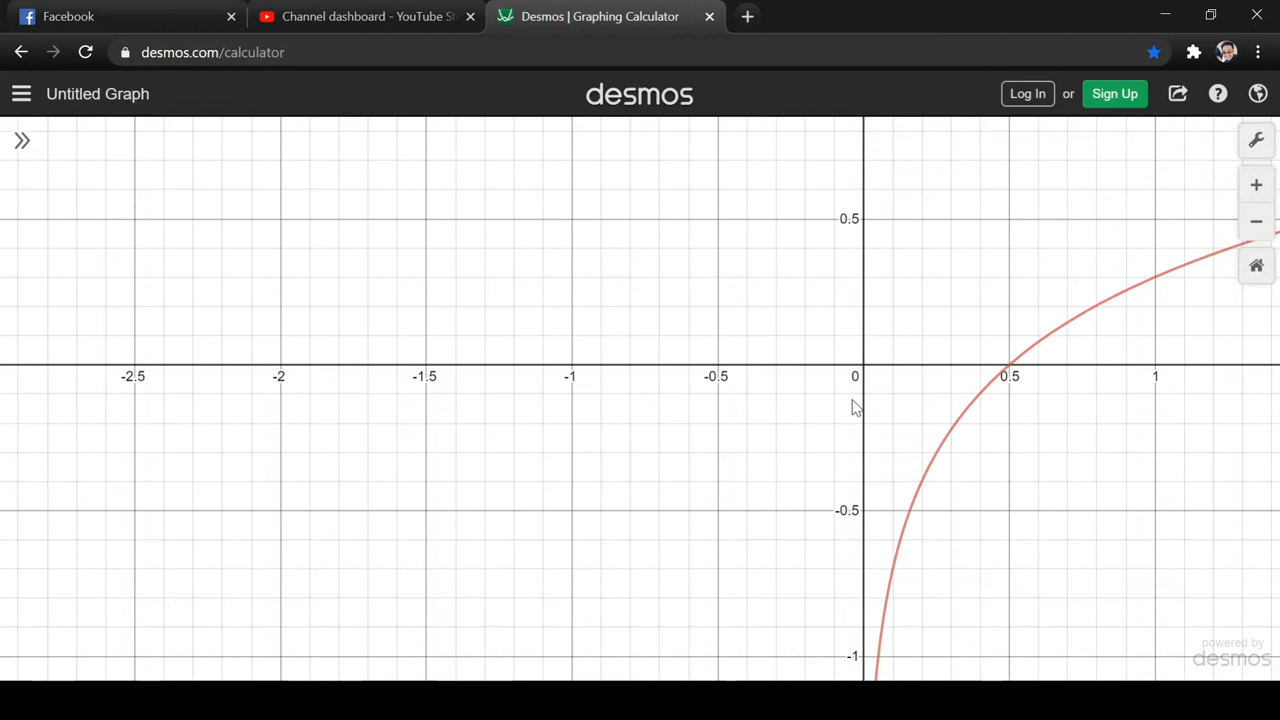 Facebook
Channel dashboard - YouTube St
Desmos | Graphing Calculator
desmos.com/calculator
Untitled Graph
desmos
Log In or Sign Up
0.5
-2.5 -2 -1.5 -1 -0.5 0 0.5 1
-0.5
-1
powered by
desmos